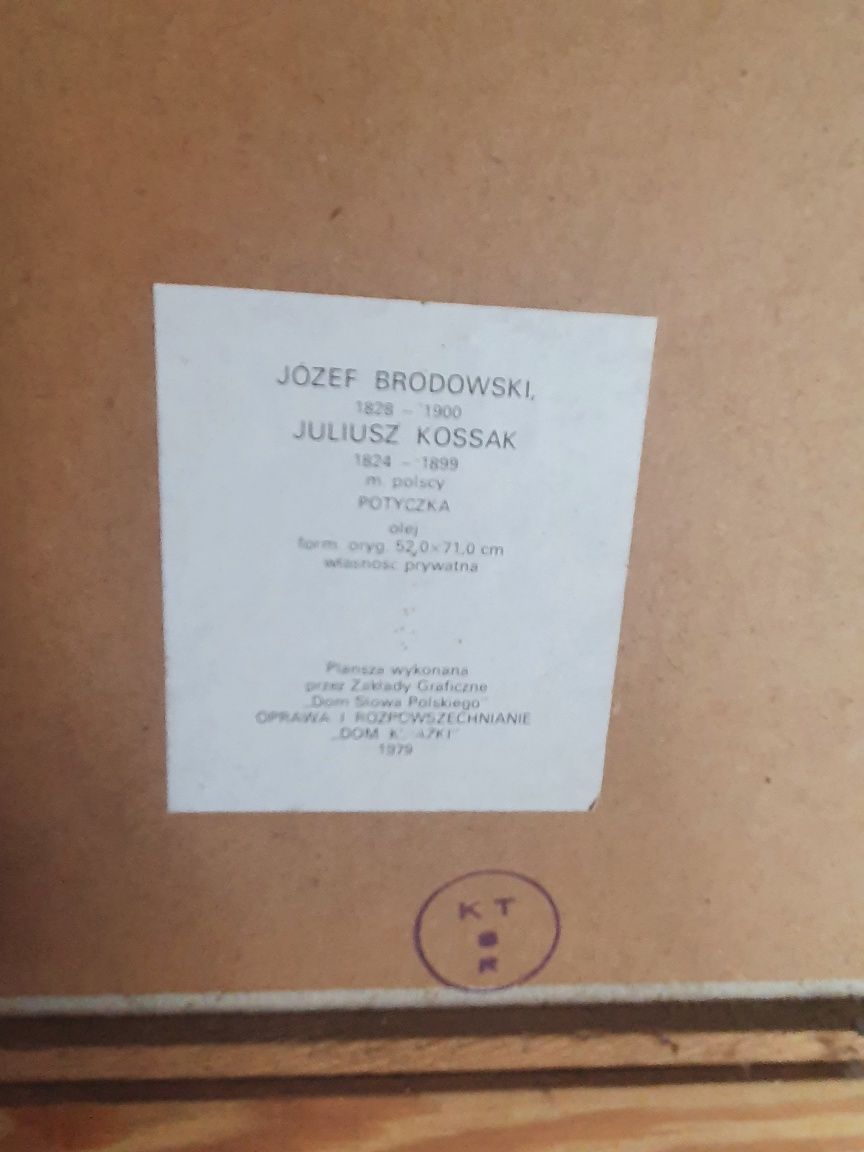 JÓZEF BRODOWSKI,
1828 – 1900
JULIUSZ KOSSAK
1824 – 1899
m. polscy
POTYCZKA
olej
form. oryg. 52,0×71,0 cm
własność prywatna
Plansza wykonana
przez Zakłady Graficzne
„Dom Słowa Polskiego"
OPRAWA I ROZPOWSZECHNIANIE
„DOM
1979
K T
R